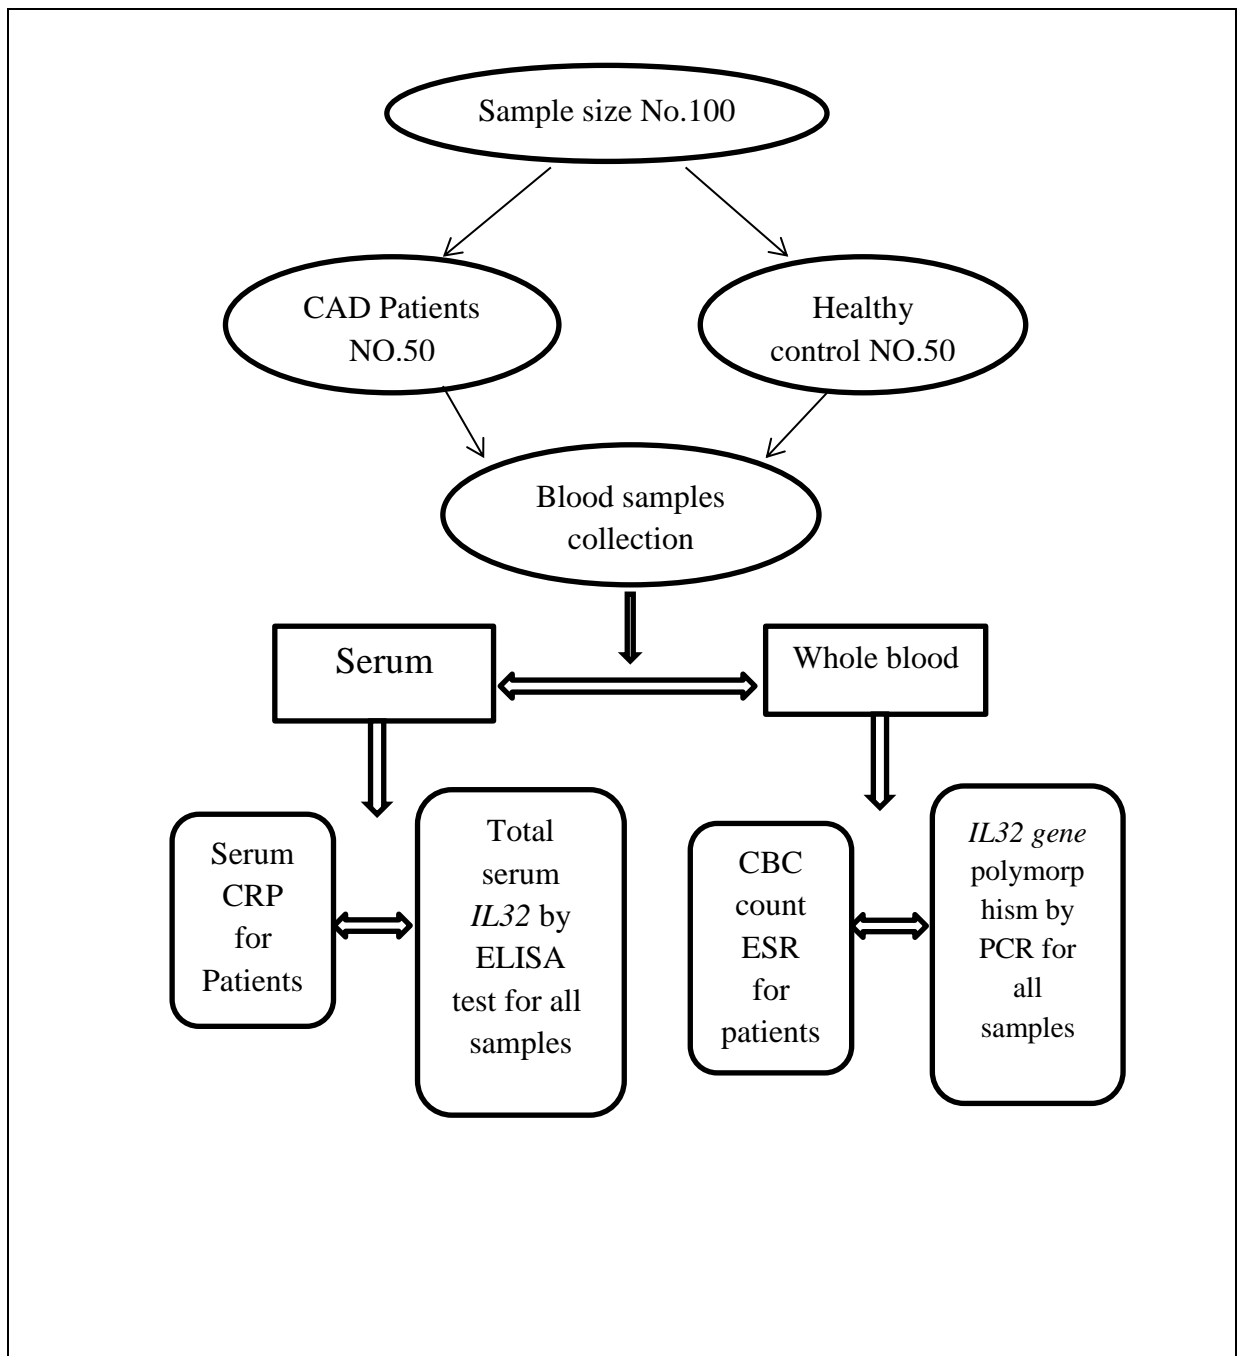 Sample size No.100
CAD Patients
NO.50
Healthy
control NO.50
Blood samples
collection
Serum
Whole blood
Serum
CRP
for
Patients
Total
serum
IL32 by
ELISA
test for all
samples
CBC
count
ESR
for
patients
IL32 gene
polymorp
hism by
PCR for
all
samples